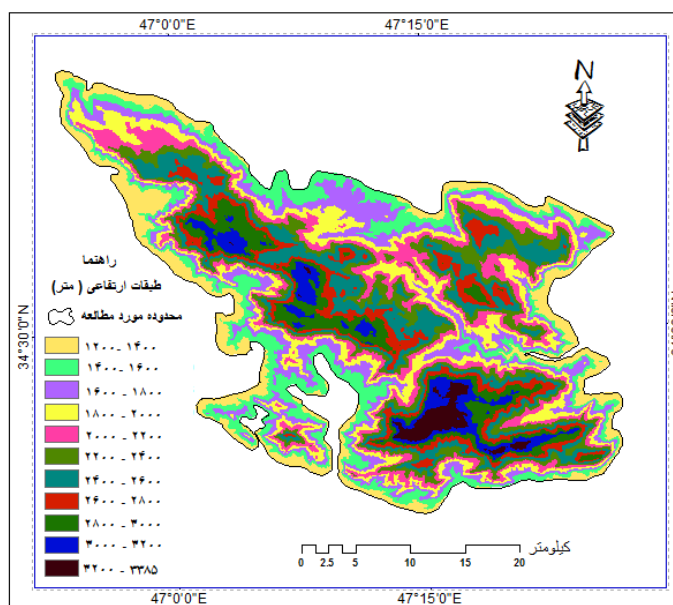 47°0'0"E 47°15'0"E
N
راهنما
طبقات ارتفاعی ( متر)
محدوده مورد مطالعه
34°30'0"N
۱۲۰۰ -۱۴۰۰
۱۴۰۰ -۱۶۰۰
۱۶۰۰ -۱۸۰۰
۱۸۰۰ - ۲۰۰۰
۲۰۰۰ - ۲۲۰۰
۲۲۰۰ - ۲۴۰۰
۲۴۰۰ - ۲۶۰۰
۲۶۰۰ - ۲۸۰۰
۲۸۰۰ - ۳۰۰۰
۳۰۰۰ - ۳۲۰۰
۳۲۰۰ - ۳۳۸۵
کیلومتر
0 2.5 5 10 15 20
47°0'0"E 47°15'0"E